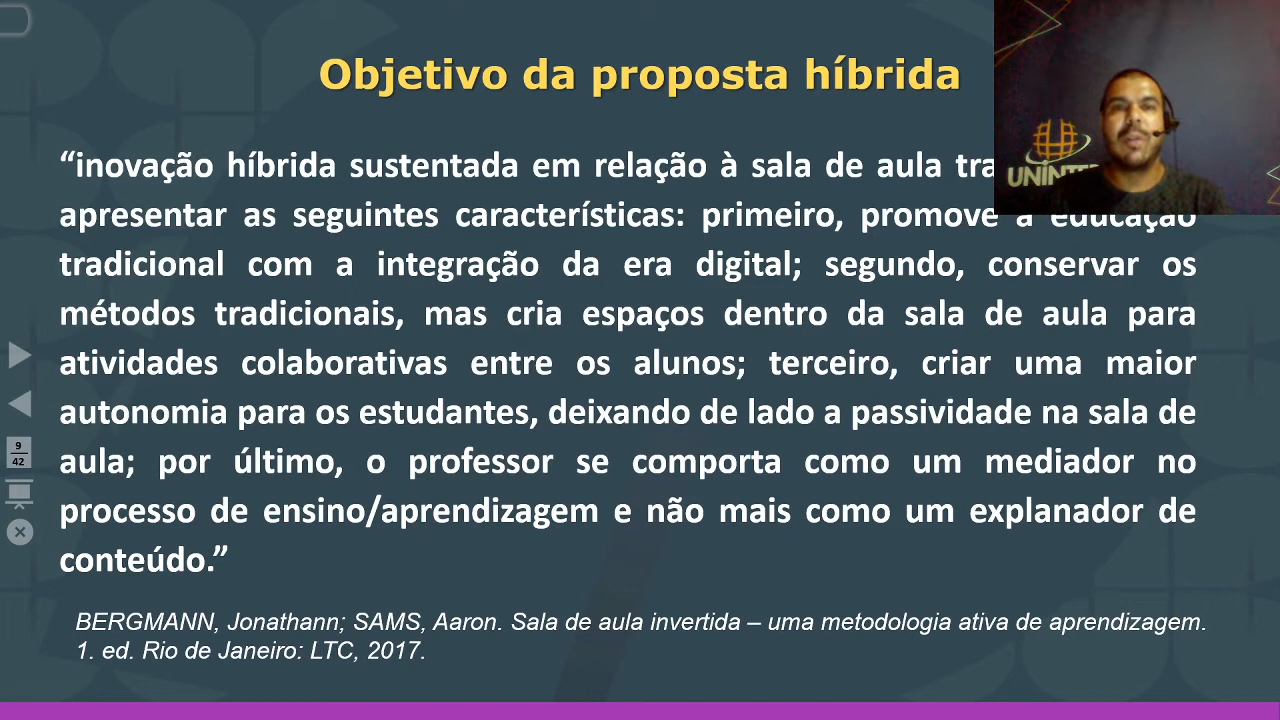 Objetivo da proposta híbrida
“inovação híbrida sustentada em relação à sala de aula
apresentar as seguintes características: primeiro, promove a educação
tradicional com a integração da era digital; segundo, conservar os
métodos tradicionais, mas cria espaços dentro da sala de aula para
atividades colaborativas entre os alunos; terceiro, criar uma maior
autonomia para os estudantes, deixando de lado a passividade na sala de
aula; por último, o professor se comporta como um mediador no
processo de ensino/aprendizagem e não mais como um explanador de
conteúdo.”
BERGMANN, Jonathann; SAMS, Aaron. Sala de aula invertida – uma metodologia ativa de aprendizagem.
1. ed. Rio de Janeiro: LTC, 2017.
9
42